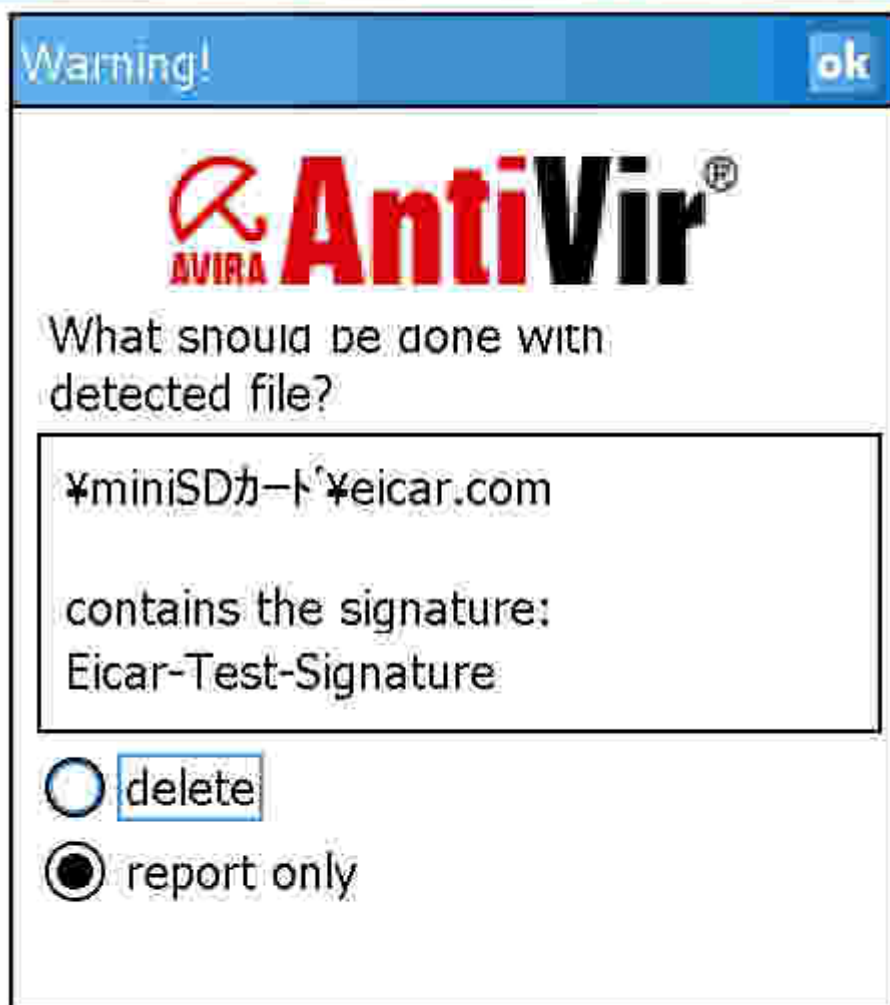 Warning!
ok
AVIRA AntiVir®
What should be done with
detected file?
¥miniSDｶｰﾄﾞ¥eicar.com
contains the signature:
Eicar-Test-Signature
delete
report only